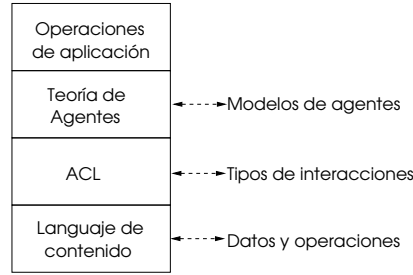 Operaciones
de aplicación
Teoría de
Agentes
Modelos de agentes
ACL
Tipos de interacciones
Languaje de
contenido
Datos y operaciones